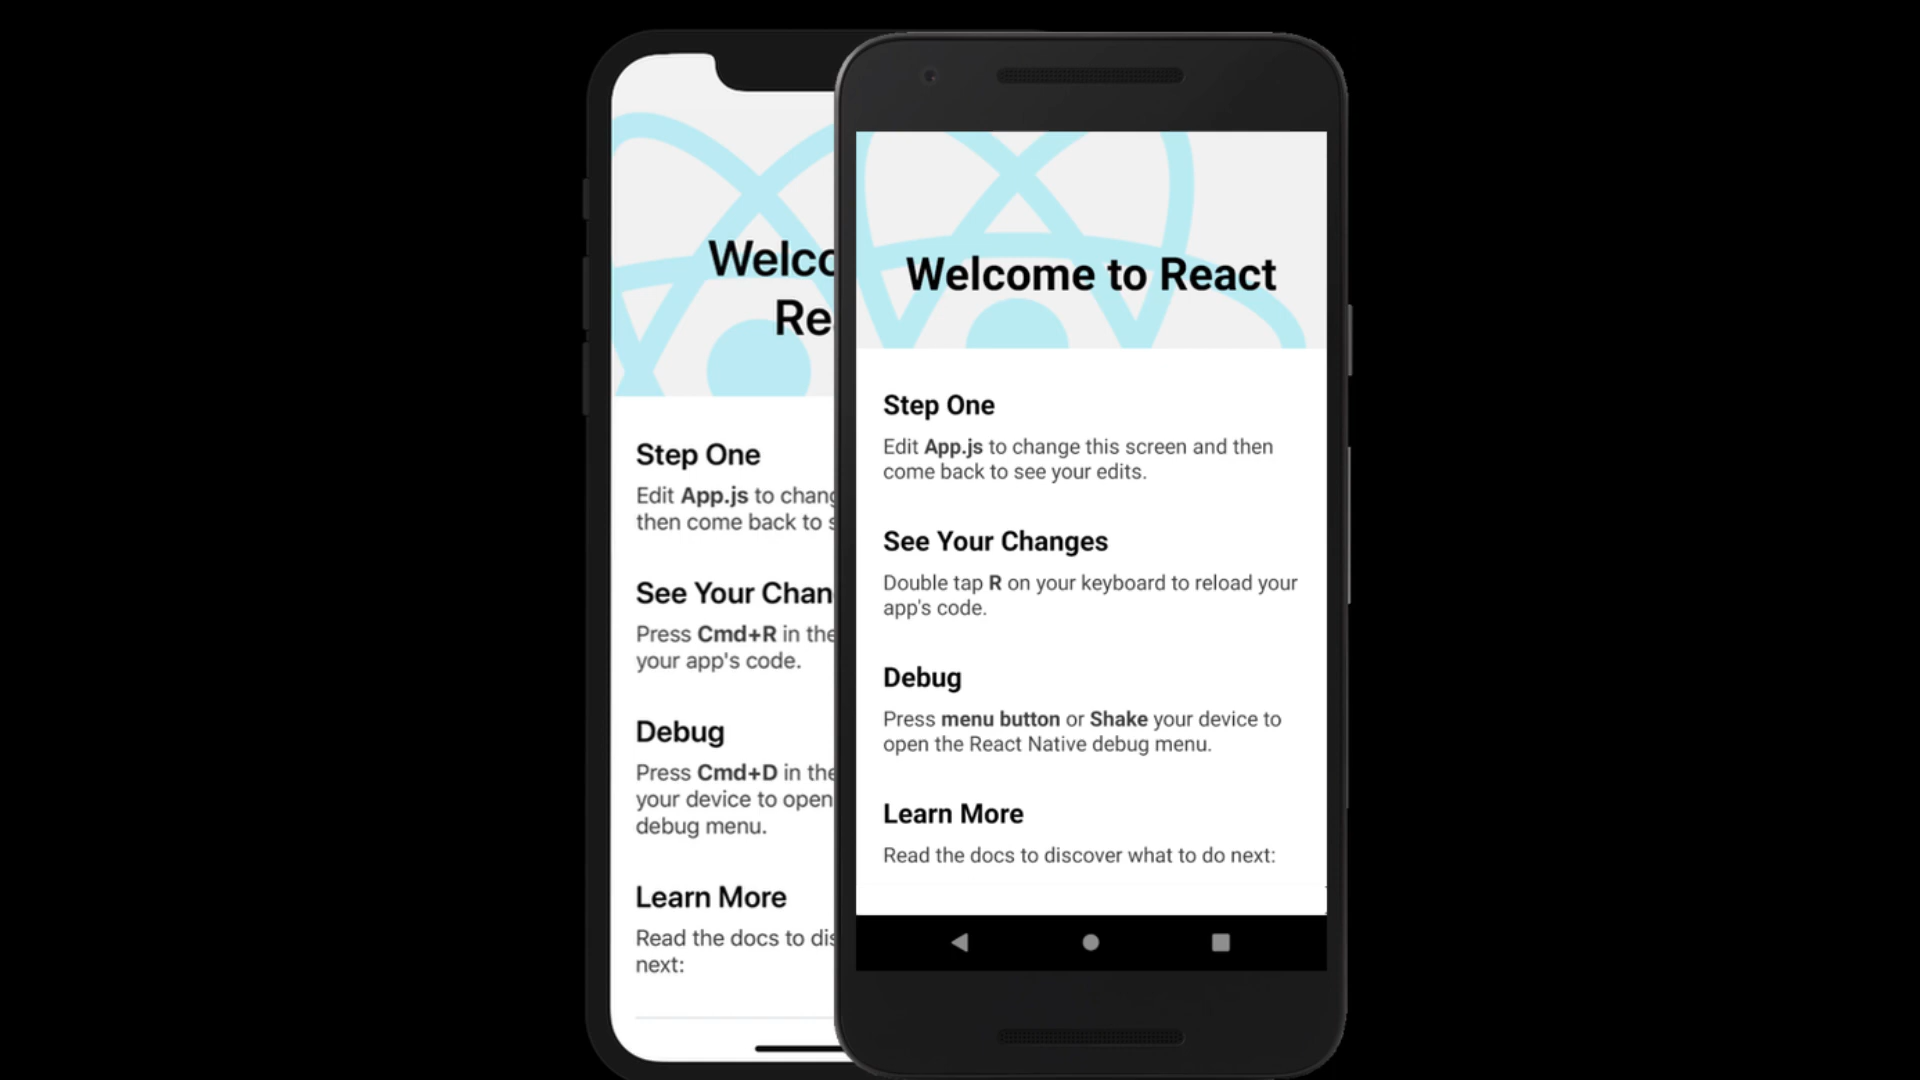 Welco
Re
Step One
Edit App.js to chang
then come back to s
See Your Chan
Press Cmd+R in the
your app's code.
Debug
Press Cmd+D in the
your device to open
debug menu.
Learn More
Read the docs to dis
next:
Welcome to React
Step One
Edit App.js to change this screen and then
come back to see your edits.
See Your Changes
Double tap R on your keyboard to reload your
app's code.
Debug
Press menu button or Shake your device to
open the React Native debug menu.
Learn More
Read the docs to discover what to do next: